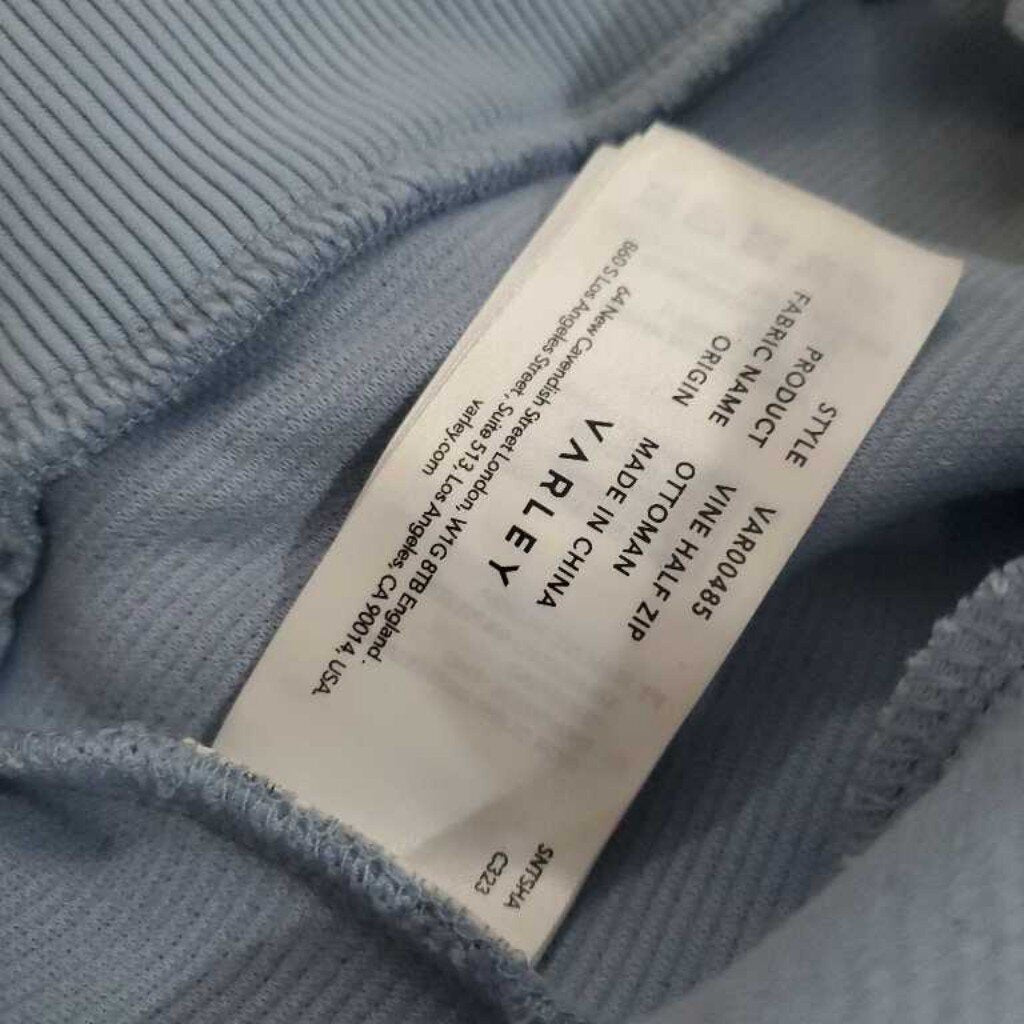 STYLE VAR00485
PRODUCT VINE HALF ZIP
FABRIC NAME OTTOMAN
ORIGIN MADE IN CHINA
VARLEY
64 New Cavendish Street London, W1G 8TB England.
860 S Los Angeles Street, Suite 513, Los Angeles, CA 90014, USA.
varley.com
SNTSHA
C323